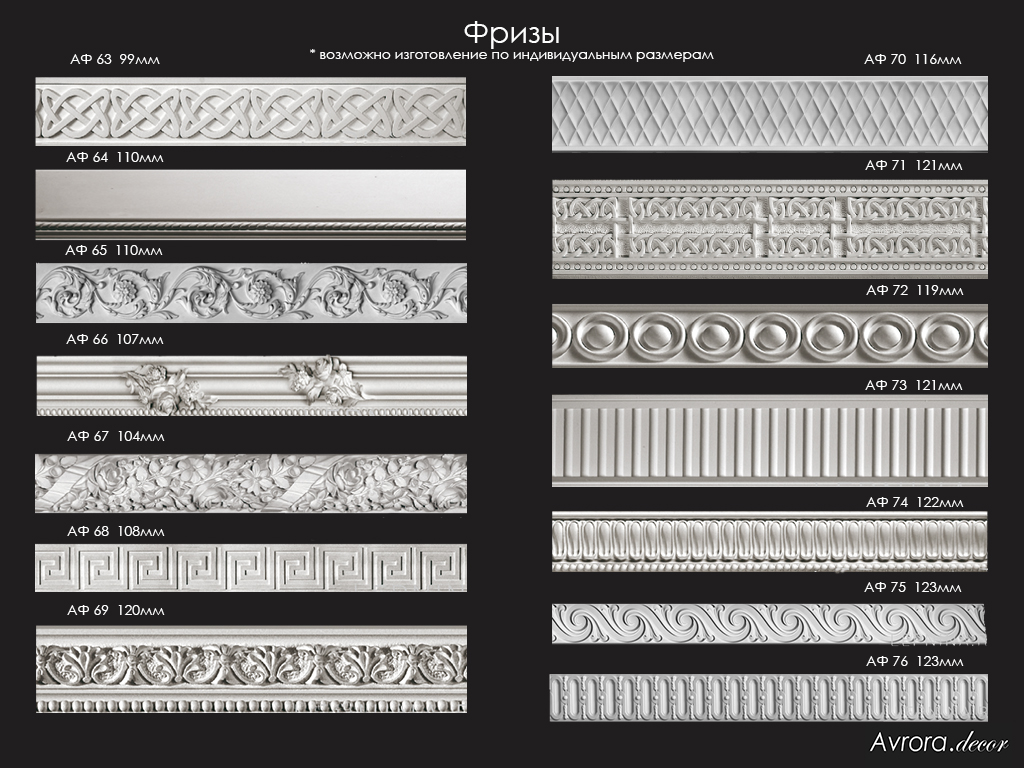 Фризы
* возможно изготовление по индивидуальным размерам
АФ 63 99мм
АФ 64 110мм
АФ 65 110мм
АФ 66 107мм
АФ 67 104мм
АФ 68 108мм
АФ 69 120мм
АФ 70 116мм
АФ 71 121мм
АФ 72 119мм
АФ 73 121мм
АФ 74 122мм
АФ 75 123мм
АФ 76 123мм
Avrora.decor